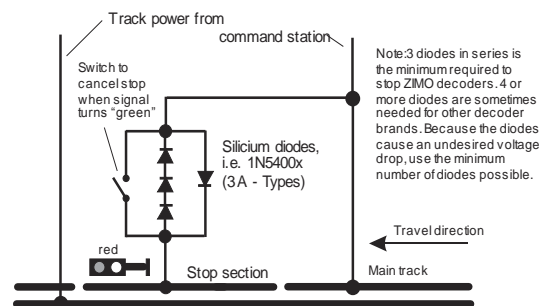 Track power from
command station
Switch to
cancel stop
when signal
turns "green"
Silicium diodes,
i.e. 1N5400x
(3A - Types)
Note:3 diodes in series is
the minimum required to
stop ZIMO decoders. 4 or
more diodes are sometimes
needed for other decoder
brands. Because the diodes
cause an undesired voltage
drop, use the minimum
number of diodes possible.
Travel direction
red
Stop section
Main track